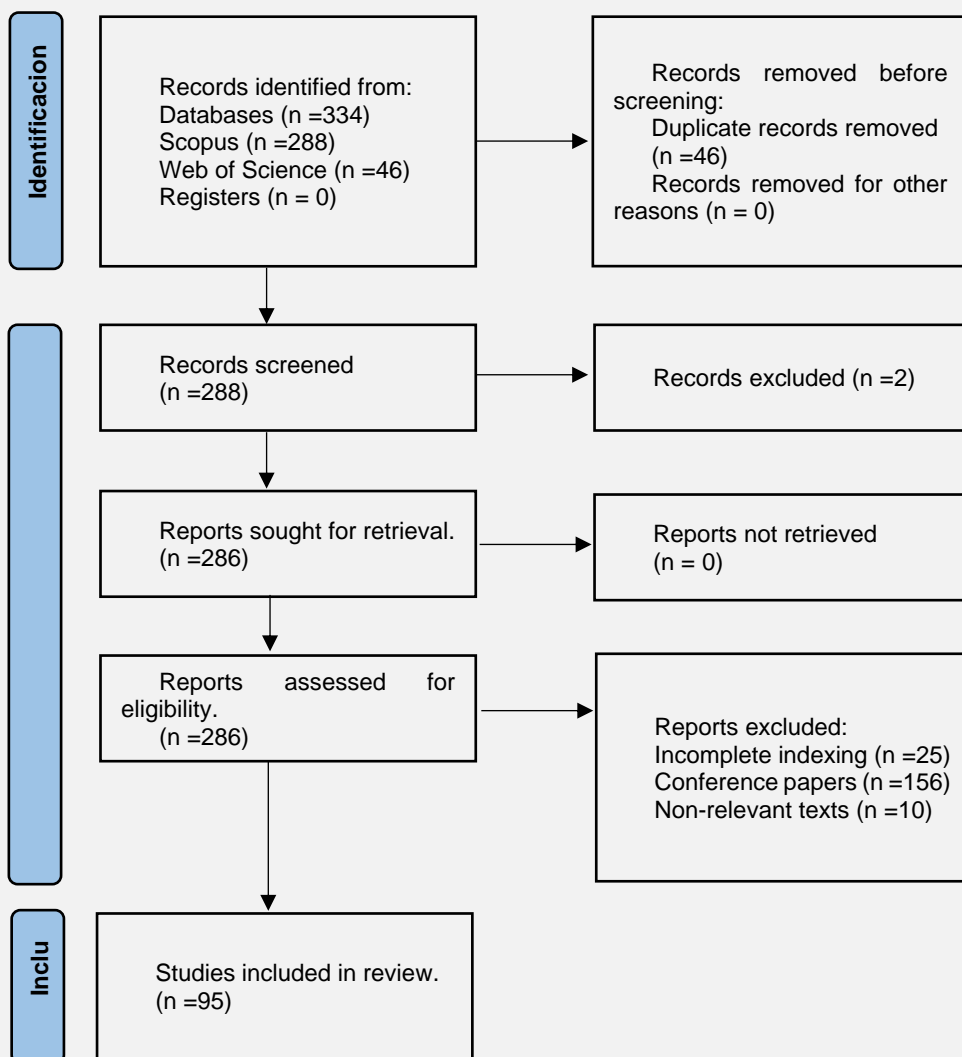 Identificacion
Records identified from:
Databases (n =334)
Scopus (n =288)
Web of Science (n =46)
Registers (n = 0)
Records removed before
screening:
Duplicate records removed
(n =46)
Records removed for other
reasons (n = 0)
Records screened
(n =288)
Records excluded (n =2)
Reports sought for retrieval.
(n =286)
Reports not retrieved
(n = 0)
Reports assessed for
eligibility.
(n =286)
Reports excluded:
Incomplete indexing (n =25)
Conference papers (n =156)
Non-relevant texts (n =10)
Inclu
Studies included in review.
(n =95)